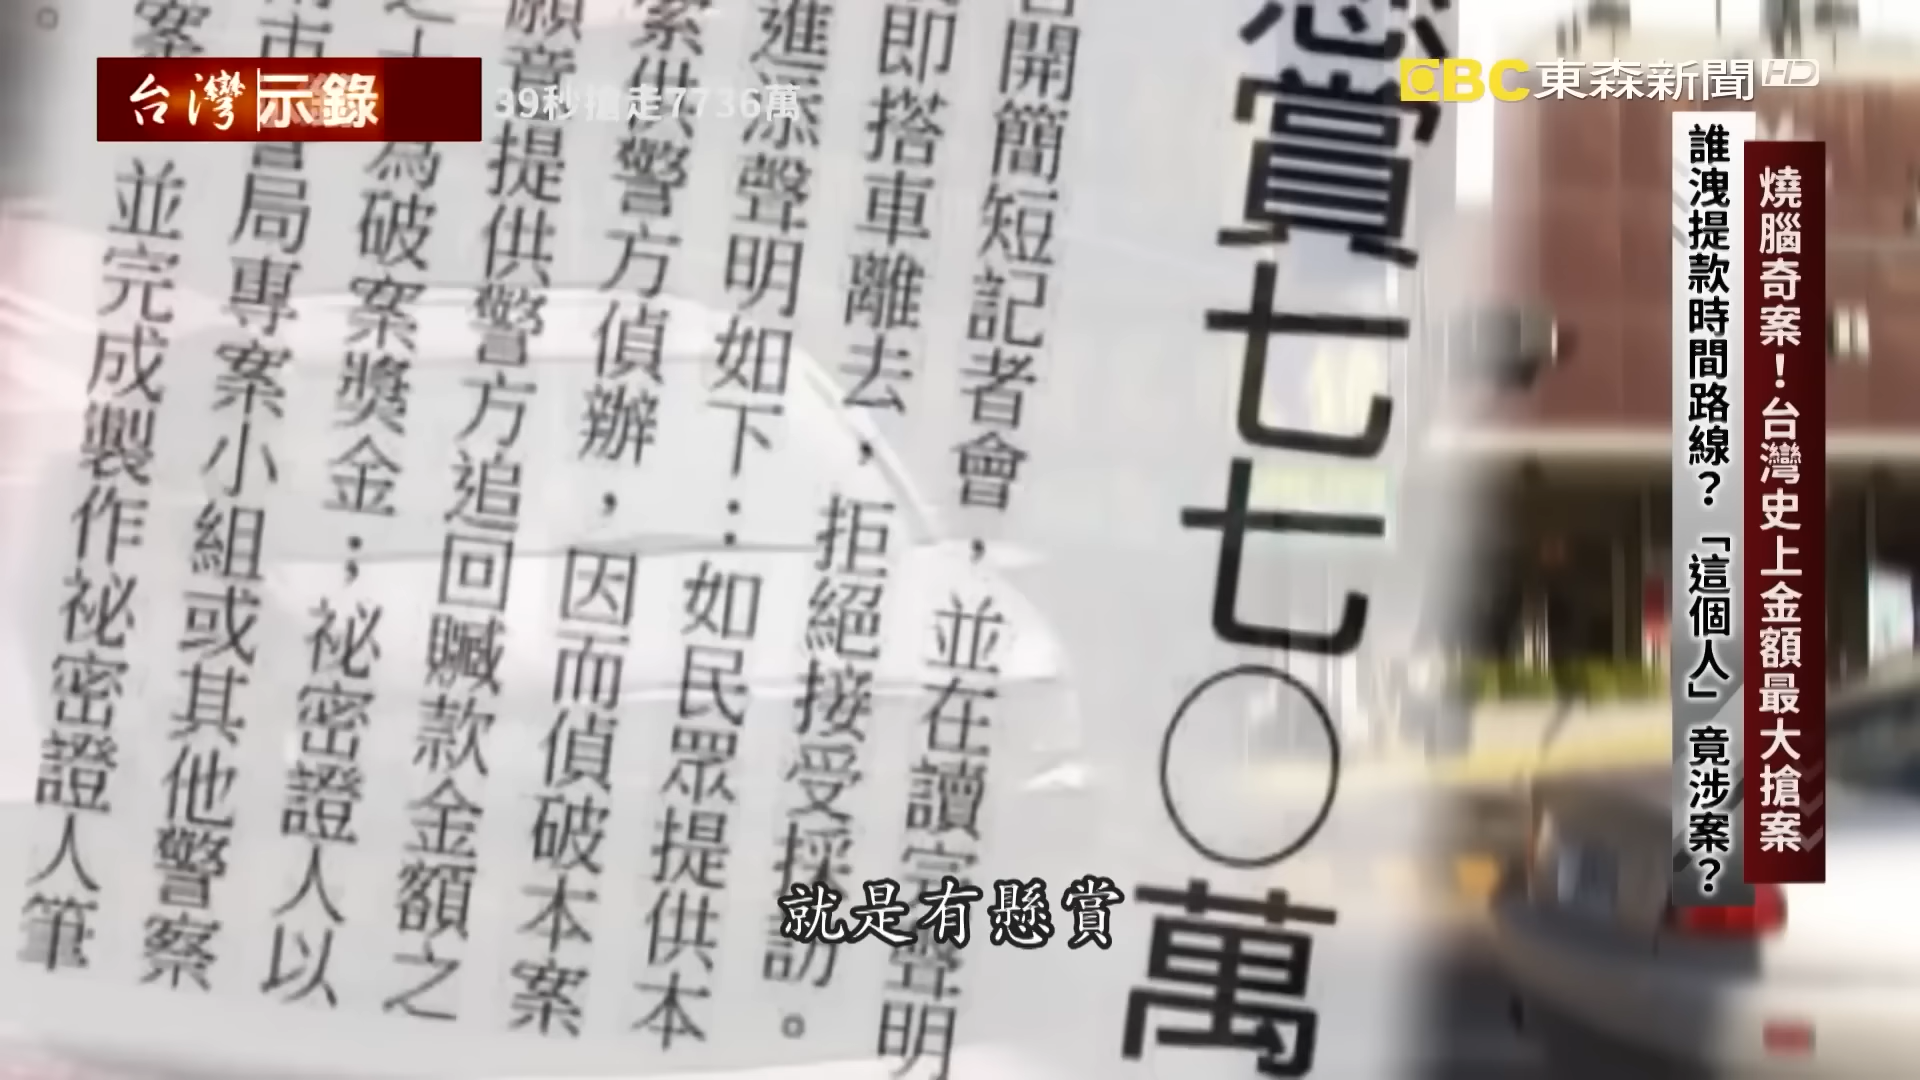 台灣示錄
39秒搶走7736萬
EBC東森新聞HD
燒腦奇案！台灣史上金額最大搶案
誰洩提款時間路線？「這個人」竟涉案？
懸賞七七〇萬
開簡短記者會，並在讀完聲明
即搭車離去，拒絕接受採訪。
進添聲明如下：如民眾提供本
索供警方偵辦，因而偵破本案
願意提供警方追回贓款金額之
為破案獎金；祕密證人以
市警局專案小組或其他警察
案
並完成製作祕密證人筆
就是有懸賞